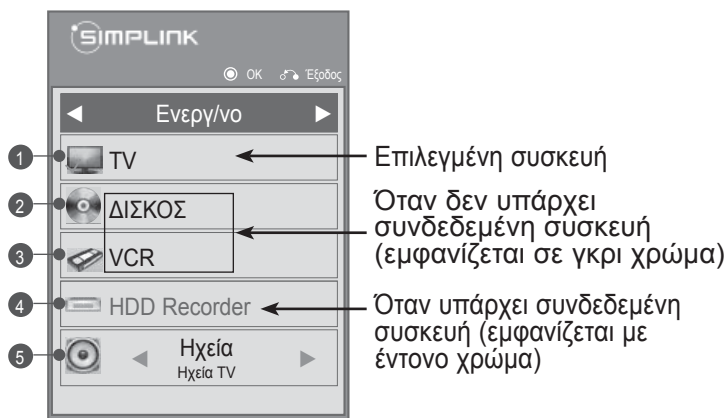 SIMPLINK
OK Έξοδος
Ενεργ/νο
1 TV
Επιλεγμένη συσκευή
2 ΔΙΣΚΟΣ
3 VCR
Όταν δεν υπάρχει
συνδεδεμένη συσκευή
(εμφανίζεται σε γκρι χρώμα)
4 HDD Recorder
Όταν υπάρχει συνδεδεμένη
συσκευή (εμφανίζεται με
έντονο χρώμα)
5 Ηχεία
Ηχεία TV